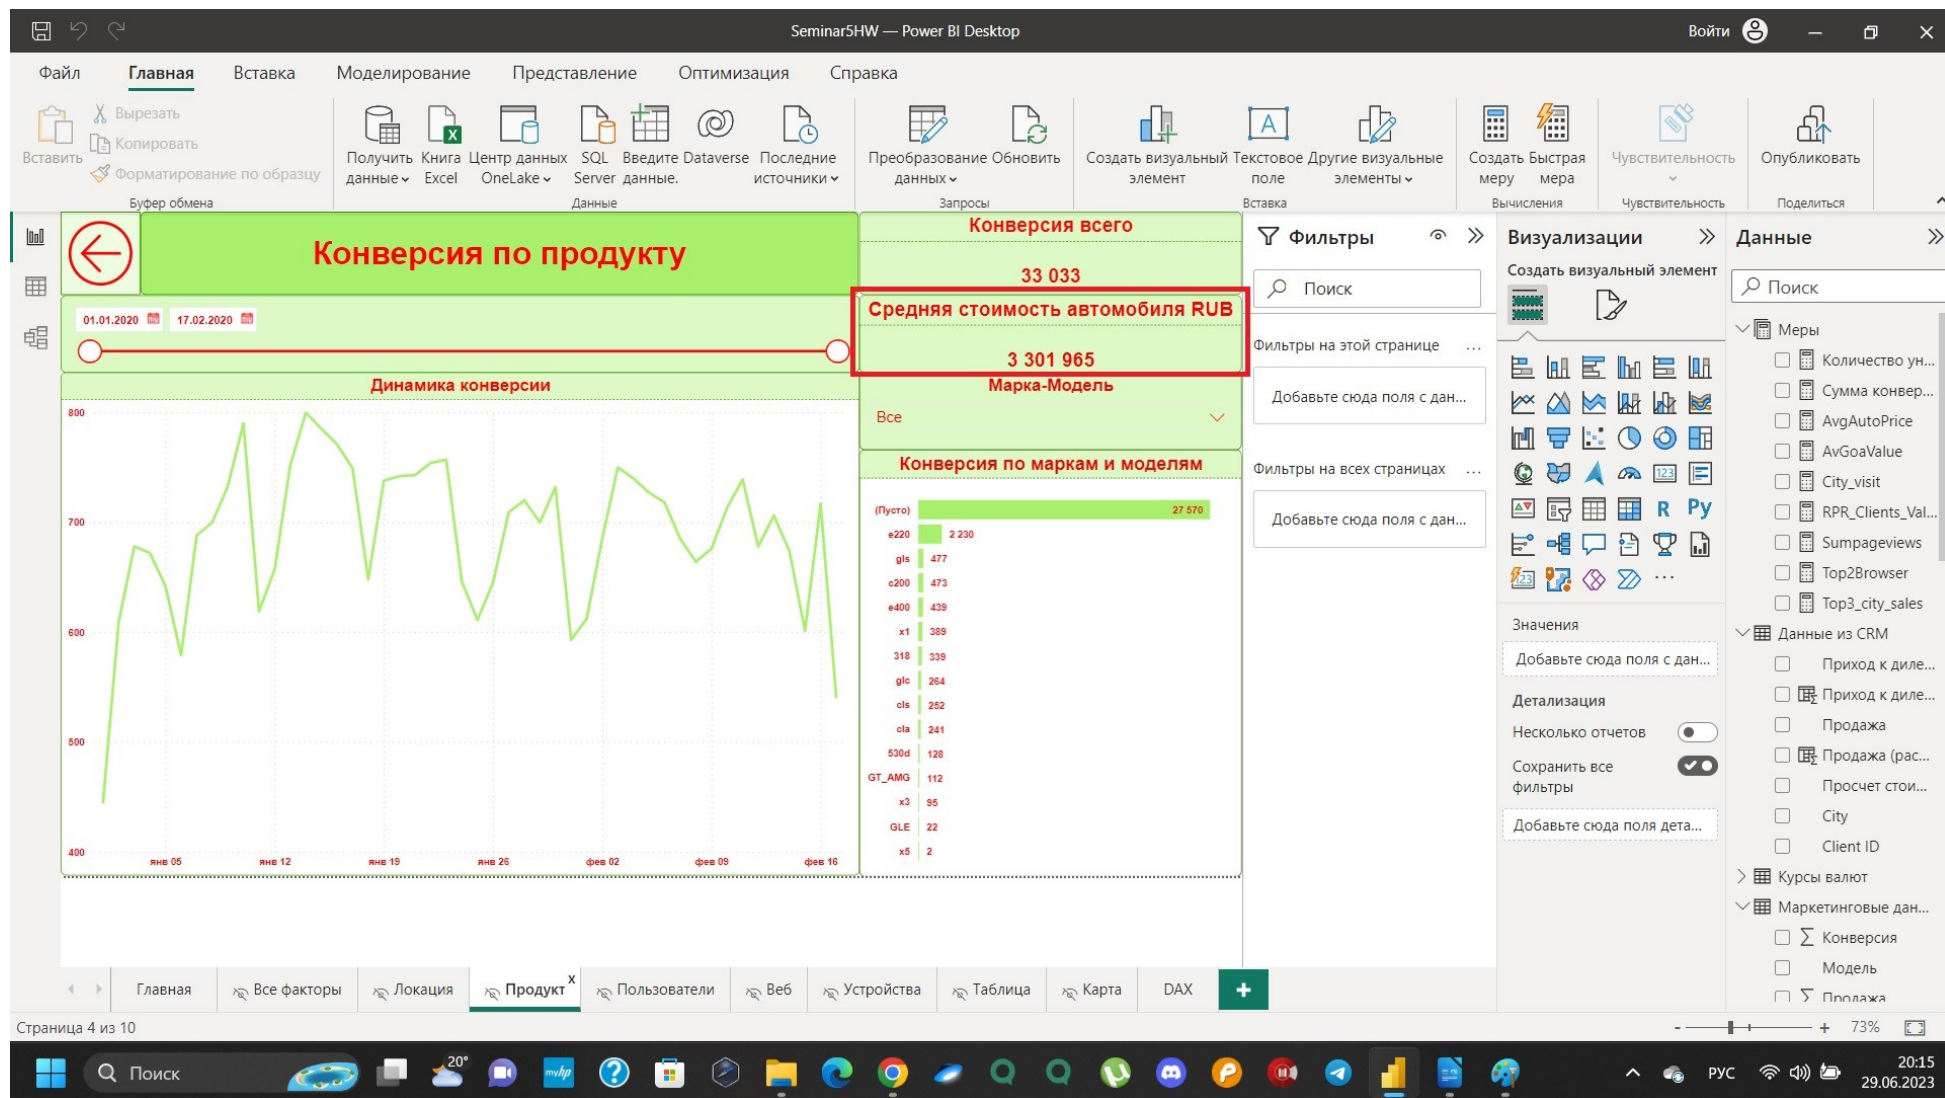 Seminar5HW — Power BI Desktop
Войти
Файл
Главная
Вставка
Моделирование
Представление
Оптимизация
Справка
Вставить
Вырезать
Копировать
Форматирование по образцу
Буфер обмена
Получить данные
Книга Excel
Центр данных OneLake
SQL Server
Введите данные.
Dataverse
Последние источники
Данные
Преобразование данных
Обновить
Запросы
Создать визуальный элемент
Текстовое поле
Другие визуальные элементы
Вставка
Создать меру
Быстрая мера
Вычисления
Чувствительность
Чувствительность
Опубликовать
Поделиться
Конверсия по продукту
01.01.2020
17.02.2020
Динамика конверсии
800
700
600
500
400
янв 05
янв 12
янв 19
янв 26
фев 02
фев 09
фев 16
Конверсия всего
33 033
Средняя стоимость автомобиля RUB
3 301 965
Марка-Модель
Все
Конверсия по маркам и моделям
(Пусто) 27 570
e220 2 230
gls 477
c200 473
e400 439
x1 389
318 339
glc 264
cls 252
cla 241
530d 128
GT_AMG 112
x3 95
GLE 22
x5 2
Фильтры
Поиск
Фильтры на этой странице ...
Добавьте сюда поля с дан...
Фильтры на всех страницах ...
Добавьте сюда поля с дан...
Визуализации
Создать визуальный элемент
123
R
Py
123
...
Значения
Добавьте сюда поля с дан...
Детализация
Несколько отчетов
Сохранить все фильтры
Добавьте сюда поля дета...
Данные
Поиск
Меры
Количество ун...
Сумма конвер...
AvgAutoPrice
AvGoaValue
City_visit
RPR_Clients_Val...
Sumpageviews
Top2Browser
Top3_city_sales
Данные из CRM
Приход к диле...
Приход к диле...
Продажа
Продажа (рас...
Просчет стои...
City
Client ID
Курсы валют
Маркетинговые дан...
Конверсия
Модель
Продажа
Главная
Все факторы
Локация
Продукт
X
Пользователи
Веб
Устройства
Таблица
Карта
DAX
+
Страница 4 из 10
- + 73%
Поиск
20°
myhp
РУС
20:15
29.06.2023